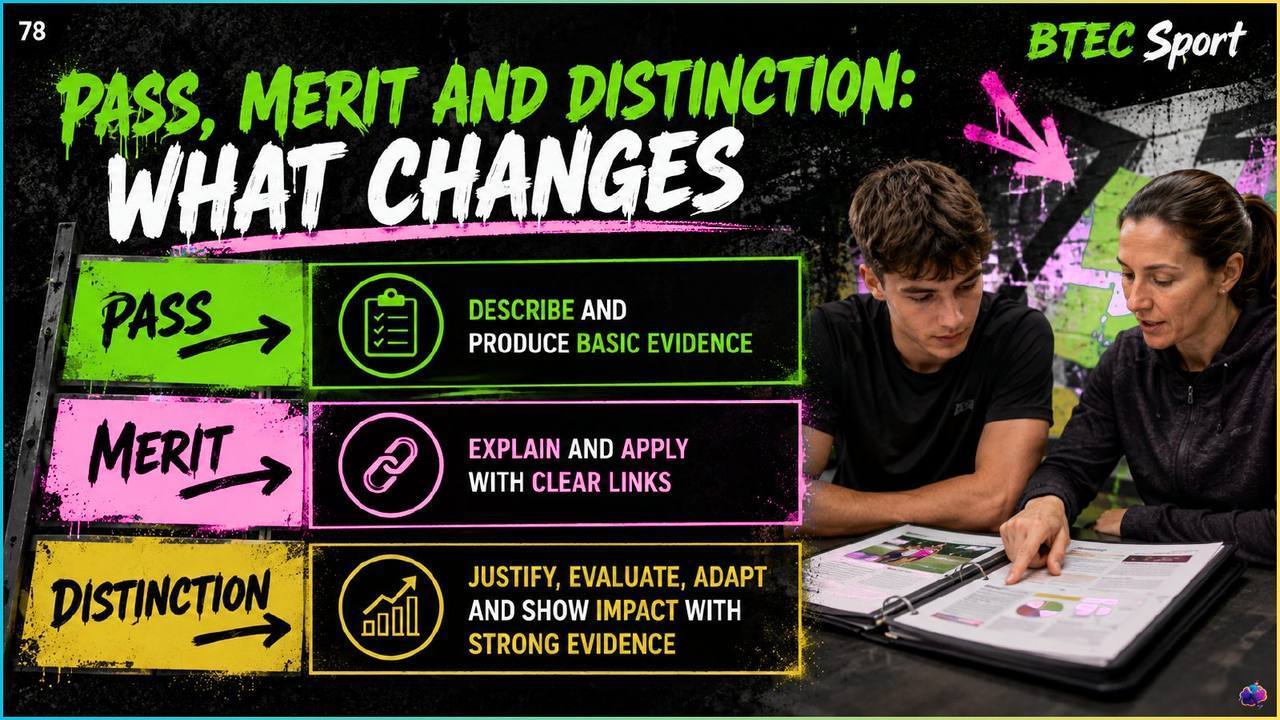 78
BTEC Sport
PASS, MERIT AND DISTINCTION:
WHAT CHANGES
PASS
DESCRIBE AND
PRODUCE BASIC EVIDENCE
MERIT
EXPLAIN AND APPLY
WITH CLEAR LINKS
DISTINCTION
JUSTIFY, EVALUATE, ADAPT
AND SHOW IMPACT WITH
STRONG EVIDENCE